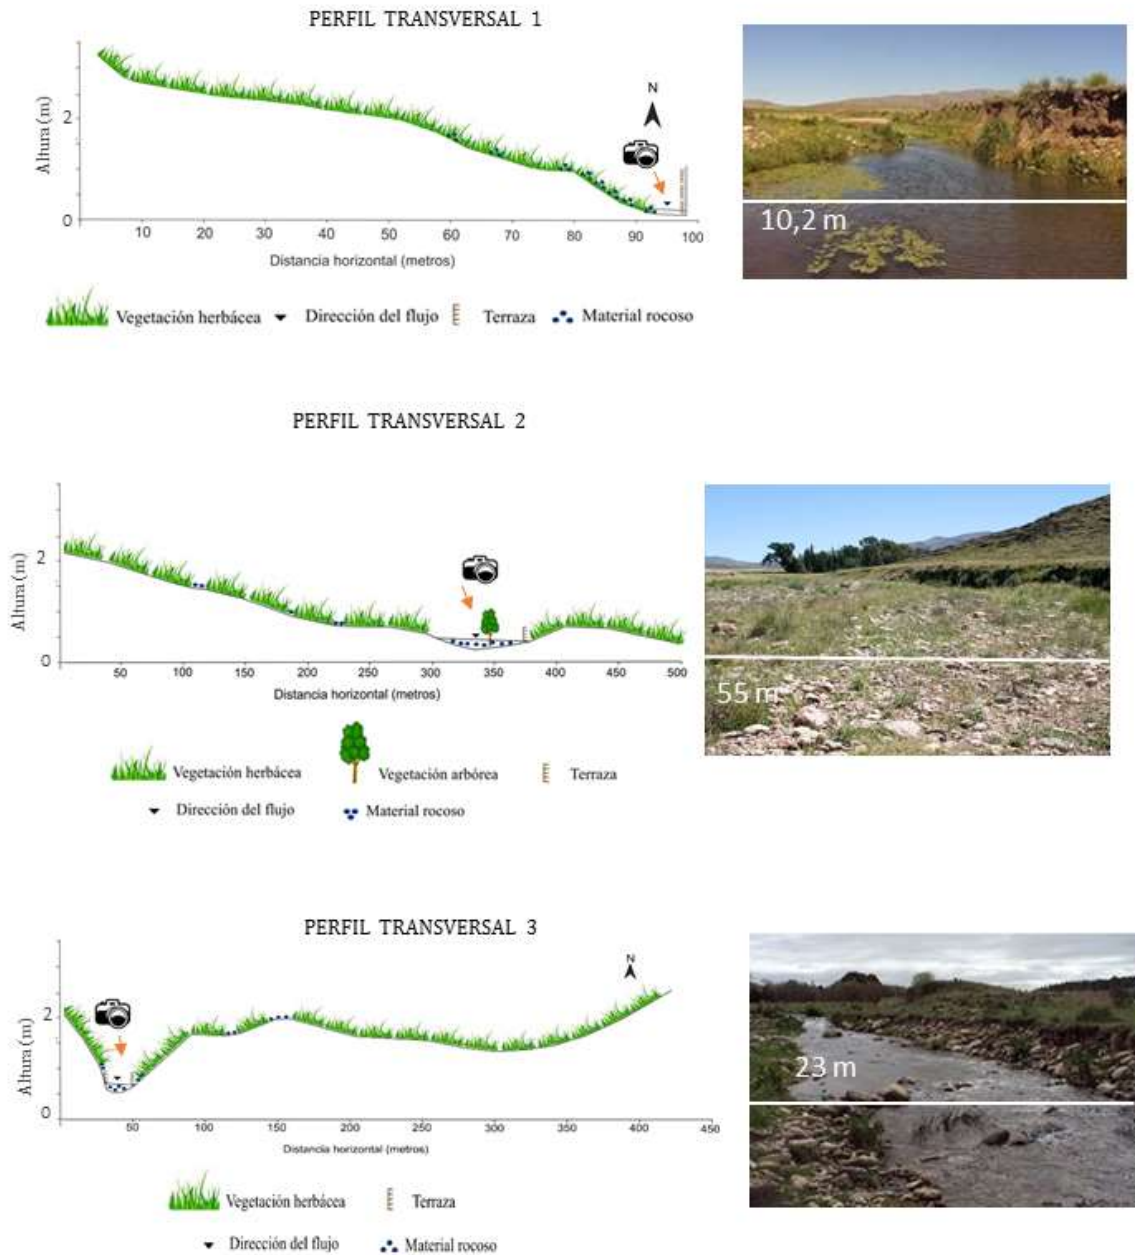 PERFIL TRANSVERSAL 1
Altura (m)
2
0
N
10 20 30 40 50 60 70 80 90 100
Distancia horizontal (metros)
10,2 m
Vegetación herbácea Dirección del flujo Terraza Material rocoso
PERFIL TRANSVERSAL 2
Altura (m)
2
0
50 100 150 200 250 300 350 400 450 500
Distancia horizontal (metros)
55 m
Vegetación herbácea Vegetación arbórea Terraza
Dirección del flujo Material rocoso
PERFIL TRANSVERSAL 3
Altura (m)
2
0
N
50 100 150 200 250 300 350 400 450
Distancia horizontal (metros)
23 m
Vegetación herbácea Terraza
Dirección del flujo Material rocoso